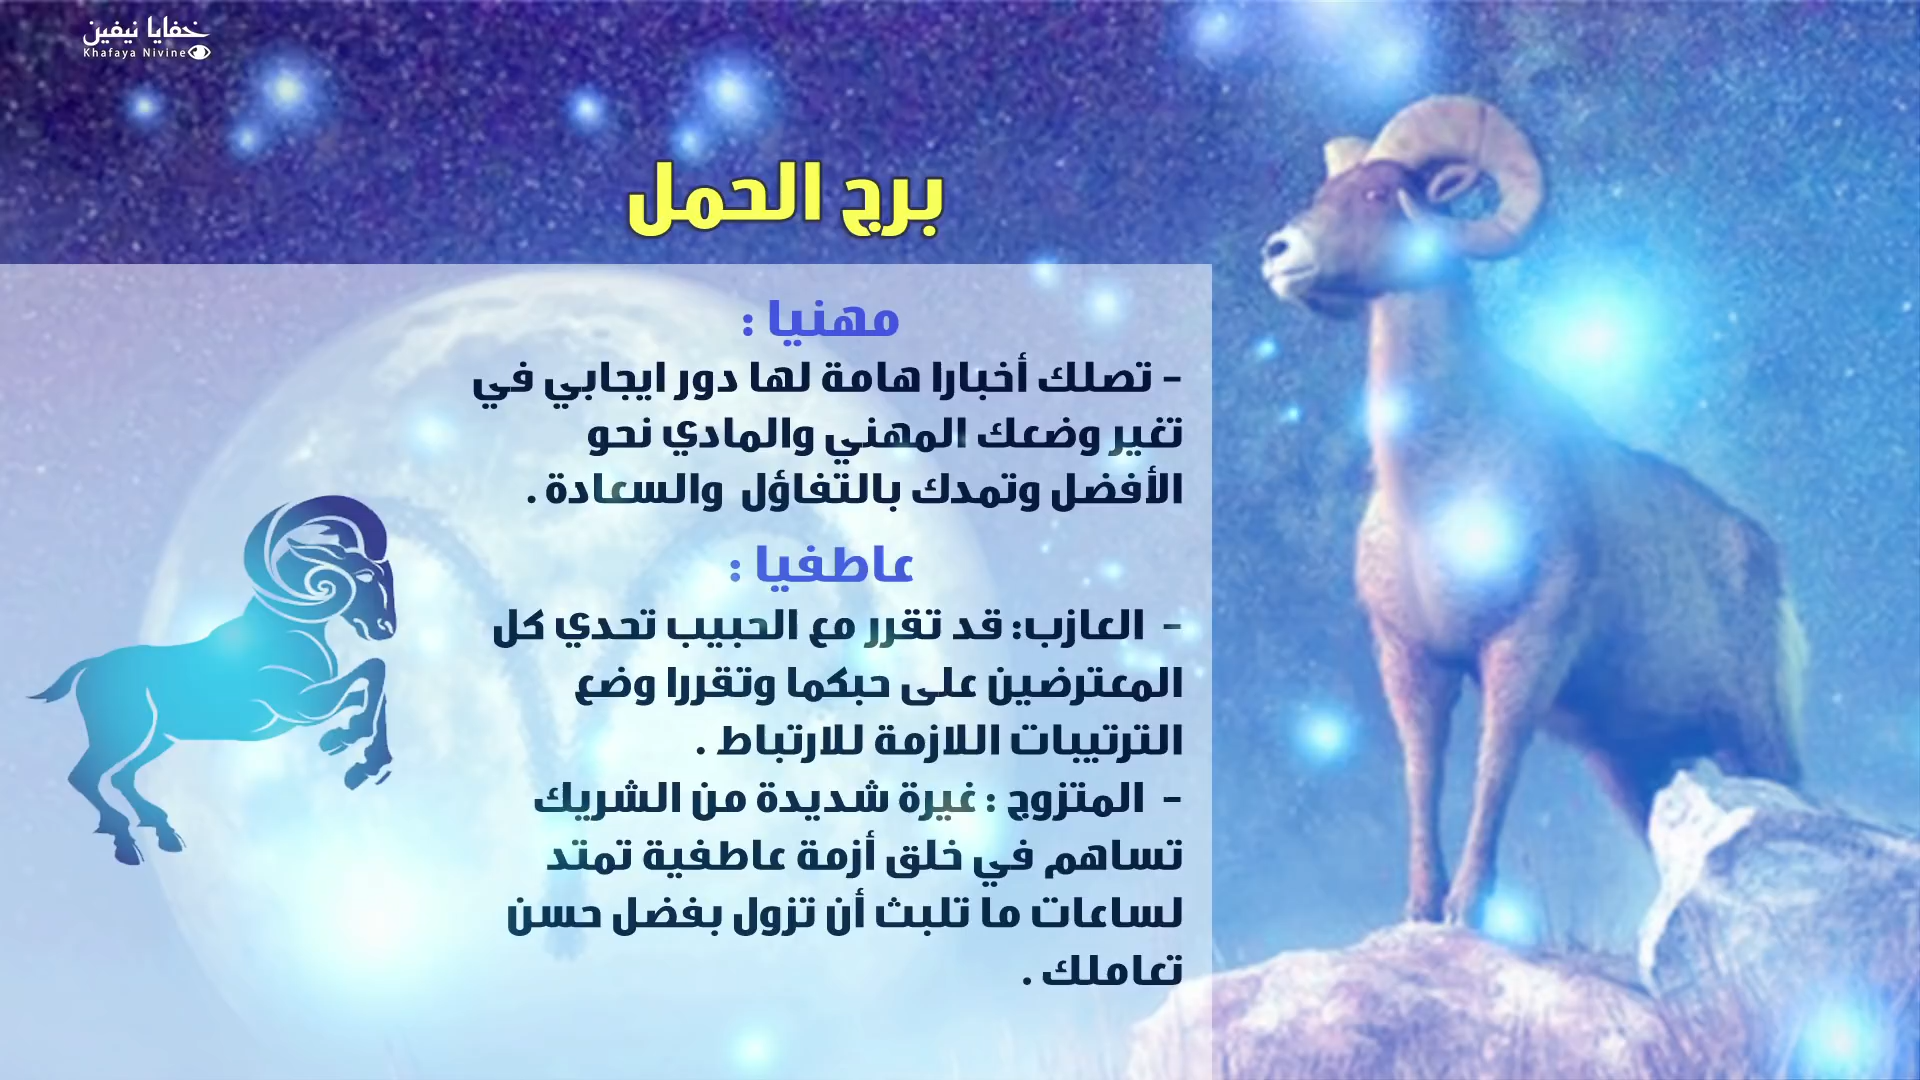 خفايا نيفين
Khafaya Nivine
برج الحمل
مهنيا :
- تصلك أخبارا هامة لها دور ايجابي في
تغير وضعك المهني والمادي نحو
الأفضل وتمدك بالتفاؤل والسعادة .
عاطفيا :
- العازب: قد تقرر مع الحبيب تحدي كل
المعترضين على حبكما وتقررا وضع
الترتيبات اللازمة للارتباط .
- المتزوج : غيرة شديدة من الشريك
تساهم في خلق أزمة عاطفية تمتد
لساعات ما تلبث أن تزول بفضل حسن
تعاملك .